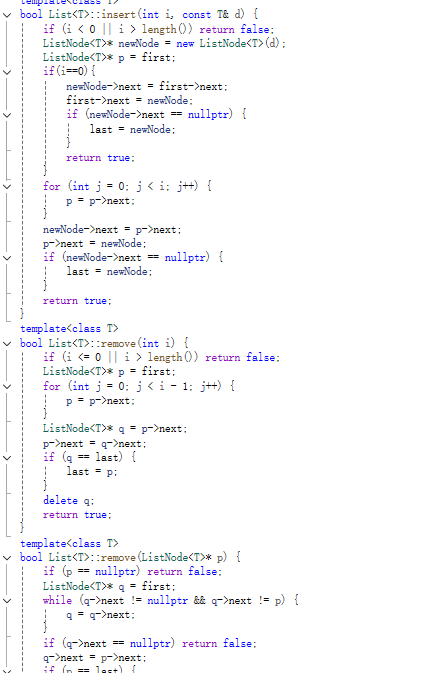 template<class T>
bool List<T>::insert(int i, const T& d) {
if (i < 0 || i > length()) return false;
ListNode<T>* newNode = new ListNode<T>(d);
ListNode<T>* p = first;
if(i==0){
newNode->next = first->next;
first->next = newNode;
if (newNode->next == nullptr) {
last = newNode;
}
return true;
}
for (int j = 0; j < i; j++) {
p = p->next;
}
newNode->next = p->next;
p->next = newNode;
if (newNode->next == nullptr) {
last = newNode;
}
return true;
}
template<class T>
bool List<T>::remove(int i) {
if (i <= 0 || i > length()) return false;
ListNode<T>* p = first;
for (int j = 0; j < i - 1; j++) {
p = p->next;
}
ListNode<T>* q = p->next;
p->next = q->next;
if (q == last) {
last = p;
}
delete q;
return true;
}
template<class T>
bool List<T>::remove(ListNode<T>* p) {
if (p == nullptr) return false;
ListNode<T>* q = first;
while (q->next != nullptr && q->next != p) {
q = q->next;
}
if (q->next == nullptr) return false;
q->next = p->next;
if (p == last) {